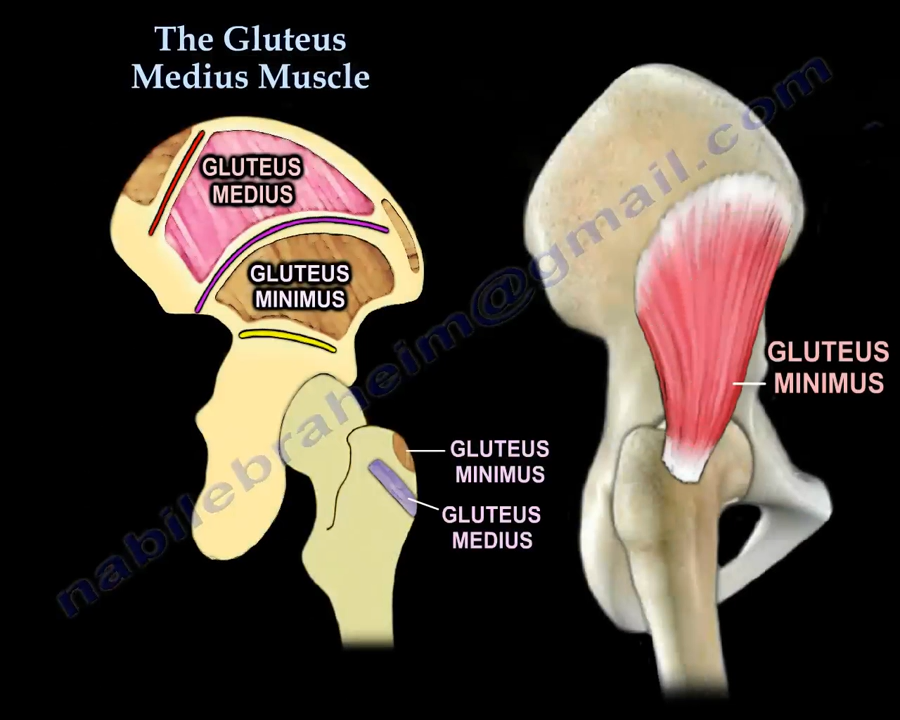 The Gluteus
Medius Muscle
GLUTEUS
MEDIUS
GLUTEUS
MINIMUS
GLUTEUS
MINIMUS
GLUTEUS
MEDIUS
GLUTEUS
MINIMUS
nabilebraheim@gmail.com